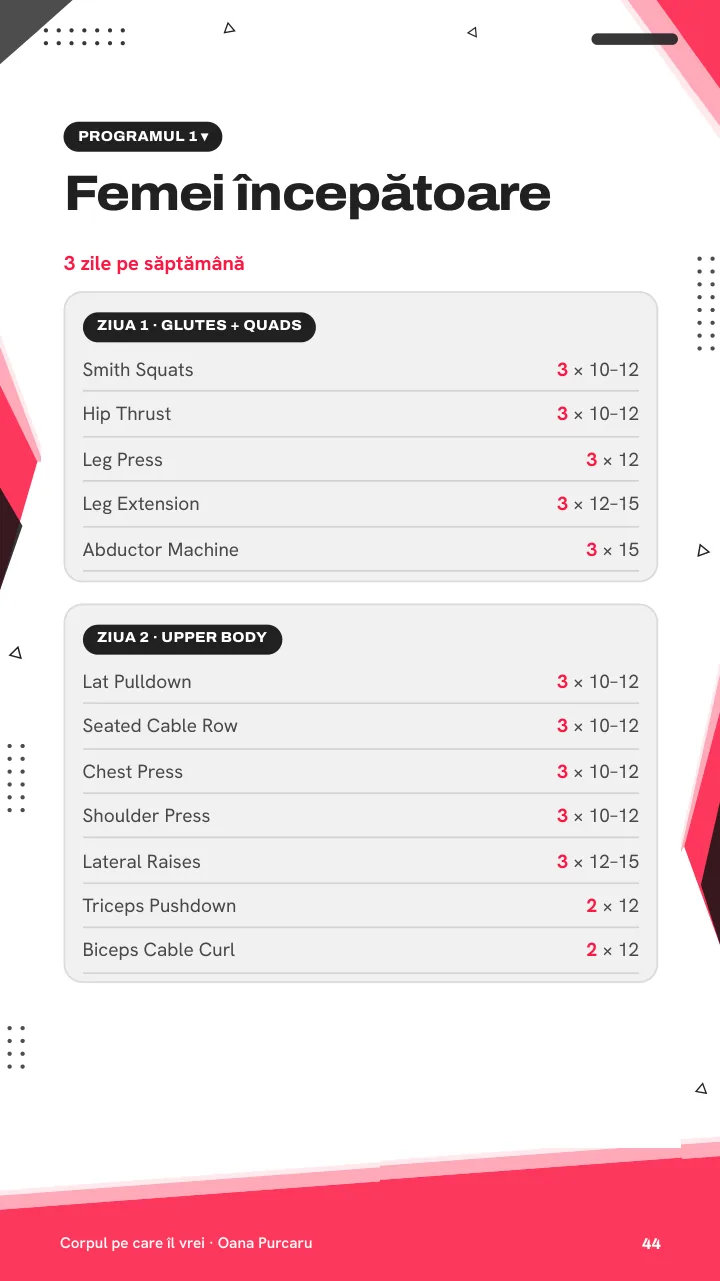 PROGRAMUL 1 ▾
Femei începătoare
3 zile pe săptămână
ZIUA 1 · GLUTES + QUADS
Smith Squats 3 × 10–12
Hip Thrust 3 × 10–12
Leg Press 3 × 12
Leg Extension 3 × 12–15
Abductor Machine 3 × 15
ZIUA 2 · UPPER BODY
Lat Pulldown 3 × 10–12
Seated Cable Row 3 × 10–12
Chest Press 3 × 10–12
Shoulder Press 3 × 10–12
Lateral Raises 3 × 12–15
Triceps Pushdown 2 × 12
Biceps Cable Curl 2 × 12
Corpul pe care îl vrei · Oana Purcaru 44